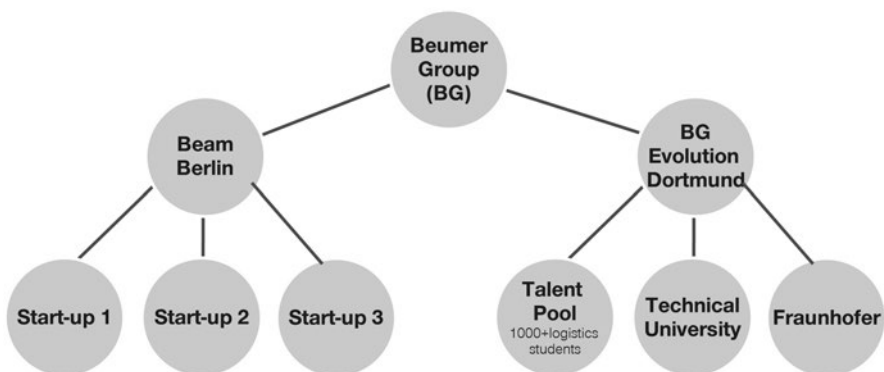 Beumer
Group
(BG)
Beam
Berlin
BG
Evolution
Dortmund
Start-up 1
Start-up 2
Start-up 3
Talent
Pool
1000+logistics
students
Technical
University
Fraunhofer